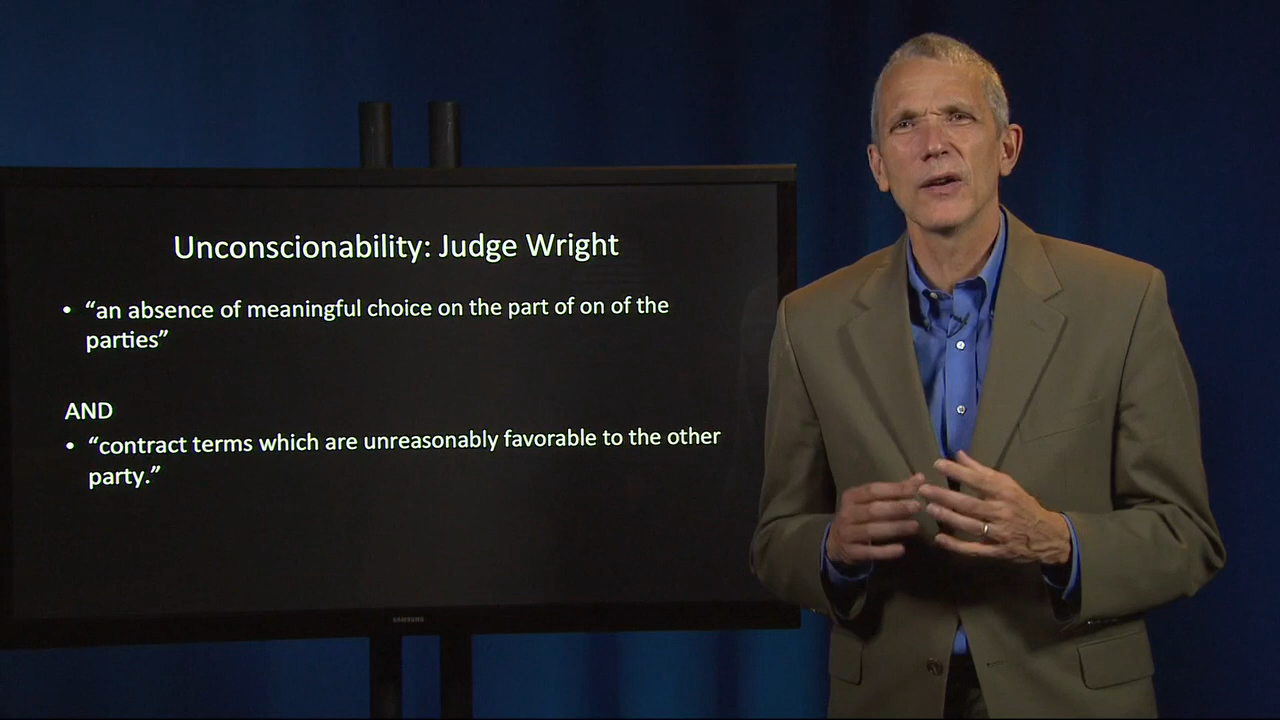 Unconscionability: Judge Wright
• “an absence of meaningful choice on the part of on of the
parties”
AND
• “contract terms which are unreasonably favorable to the other
party.”
SAMSUNG